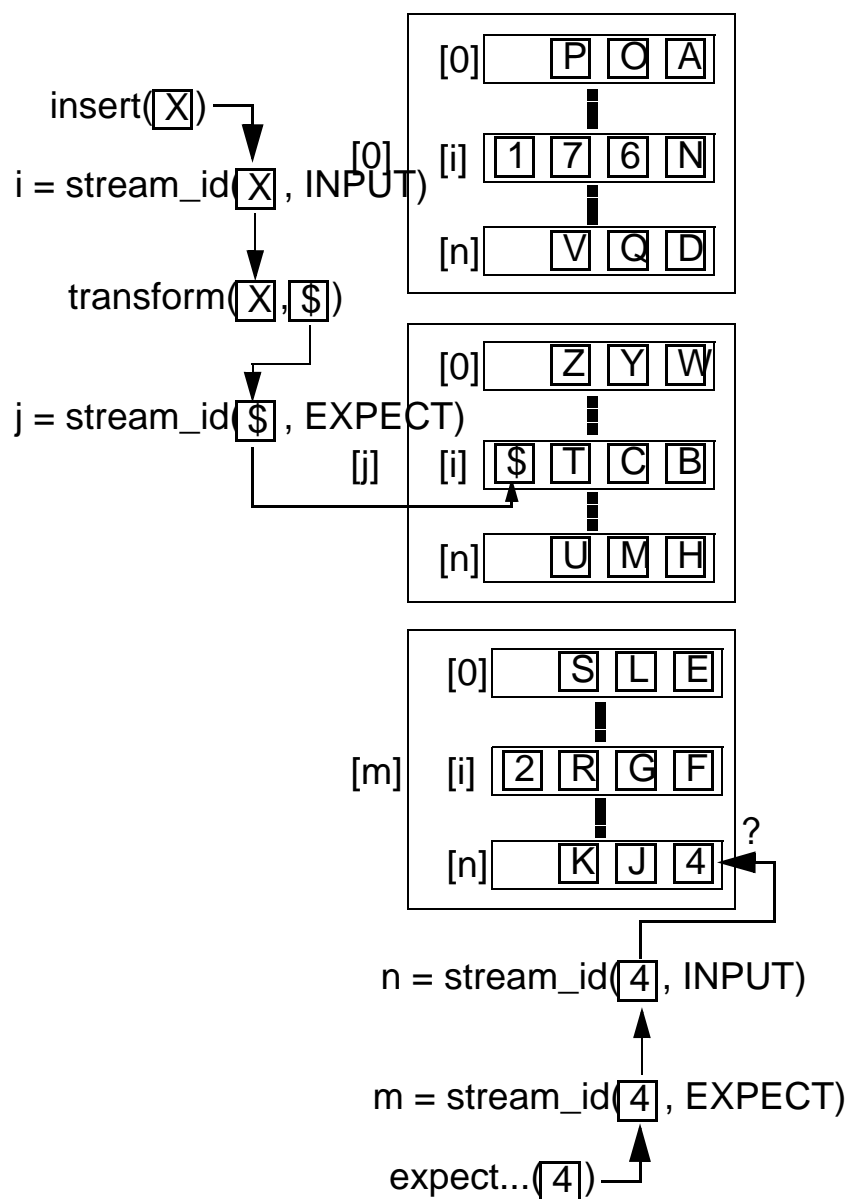 [0] P O A
insert( X )
[0] [i] 1 7 6 N
i = stream_id( X , INPUT)
[n] V Q D
transform( X , $ )
[0] Z Y W
j = stream_id( $ , EXPECT)
[j] [i] $ T C B
[n] U M H
[0] S L E
[m] [i] 2 R G F
?
[n] K J 4
n = stream_id( 4 , INPUT)
m = stream_id( 4 , EXPECT)
expect...( 4 )